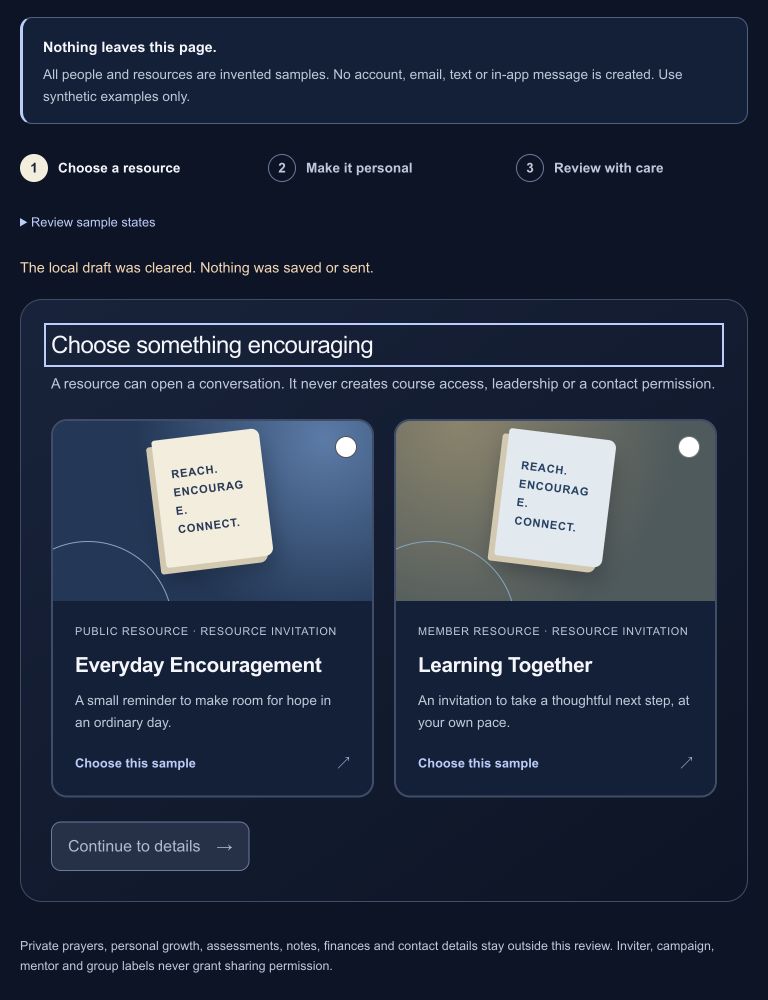 Nothing leaves this page.
All people and resources are invented samples. No account, email, text or in-app message is created. Use
synthetic examples only.
1 Choose a resource
2 Make it personal
3 Review with care
Review sample states
The local draft was cleared. Nothing was saved or sent.
Choose something encouraging
A resource can open a conversation. It never creates course access, leadership or a contact permission.
REACH.
ENCOURAG
E.
CONNECT.
PUBLIC RESOURCE · RESOURCE INVITATION
Everyday Encouragement
A small reminder to make room for hope in
an ordinary day.
Choose this sample
REACH.
ENCOURAG
E.
CONNECT.
MEMBER RESOURCE · RESOURCE INVITATION
Learning Together
An invitation to take a thoughtful next step, at
your own pace.
Choose this sample
Continue to details
Private prayers, personal growth, assessments, notes, finances and contact details stay outside this review. Inviter, campaign,
mentor and group labels never grant sharing permission.